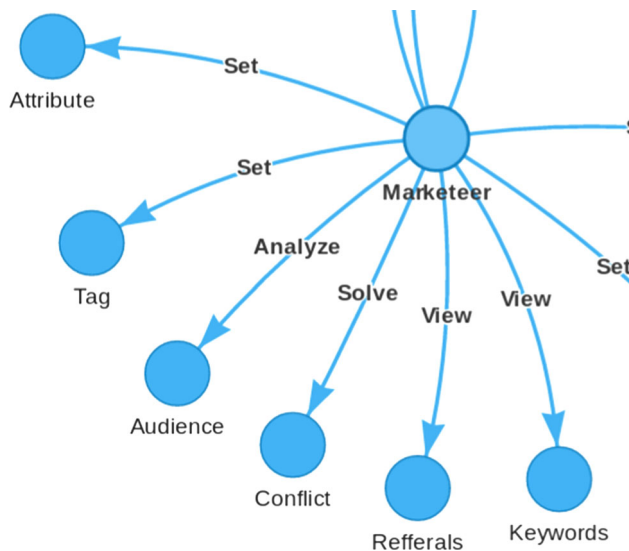 Set
Attribute
Set
Marketeer
Tag
Analyze
Set
Solve
View
View
Audience
Conflict
Refferals
Keywords